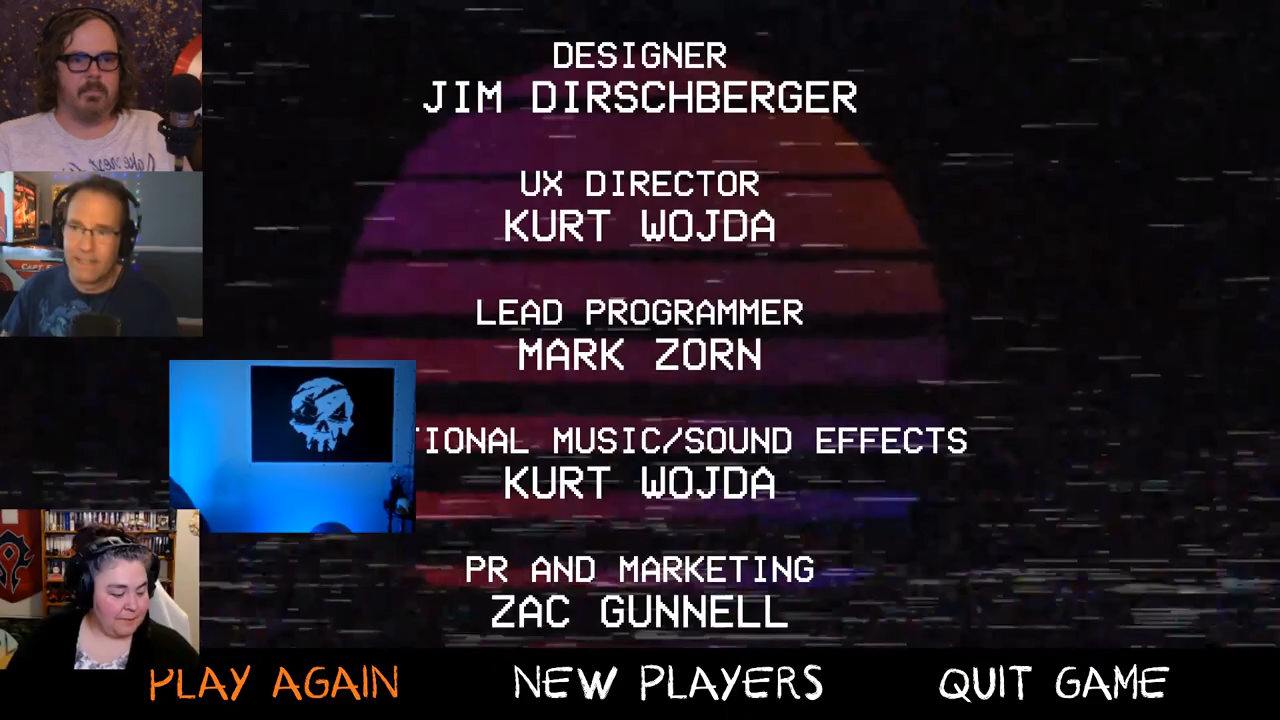 DESIGNER
JIM DIRSCHBERGER
UX DIRECTOR
KURT WOJDA
LEAD PROGRAMMER
MARK ZORN
TIONAL MUSIC/SOUND EFFECTS
KURT WOJDA
PR AND MARKETING
ZAC GUNNELL
PLAY AGAIN
NEW PLAYERS
QUIT GAME